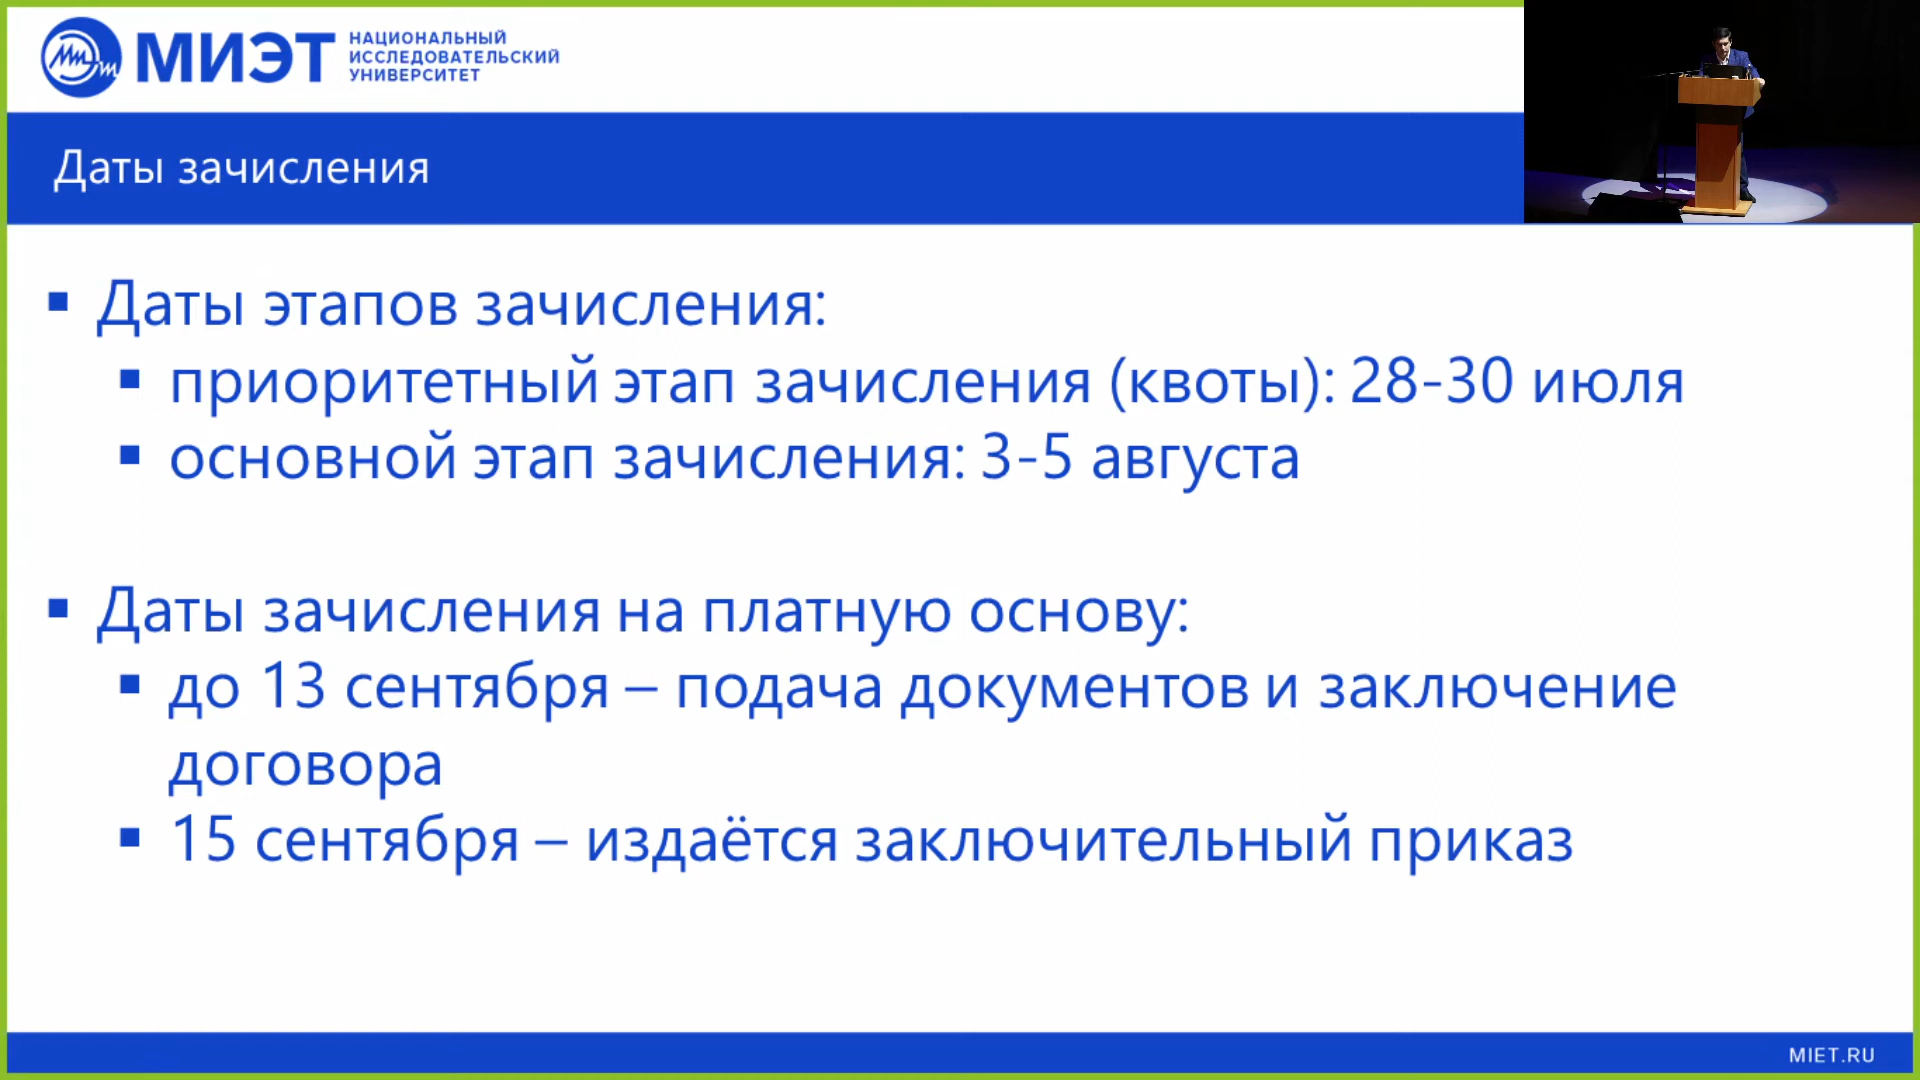 МИЭТ
НАЦИОНАЛЬНЫЙ
ИССЛЕДОВАТЕЛЬСКИЙ
УНИВЕРСИТЕТ
Даты зачисления
▪ Даты этапов зачисления:
▪ приоритетный этап зачисления (квоты): 28-30 июля
▪ основной этап зачисления: 3-5 августа
▪ Даты зачисления на платную основу:
▪ до 13 сентября – подача документов и заключение
договора
▪ 15 сентября – издаётся заключительный приказ
MIET.RU